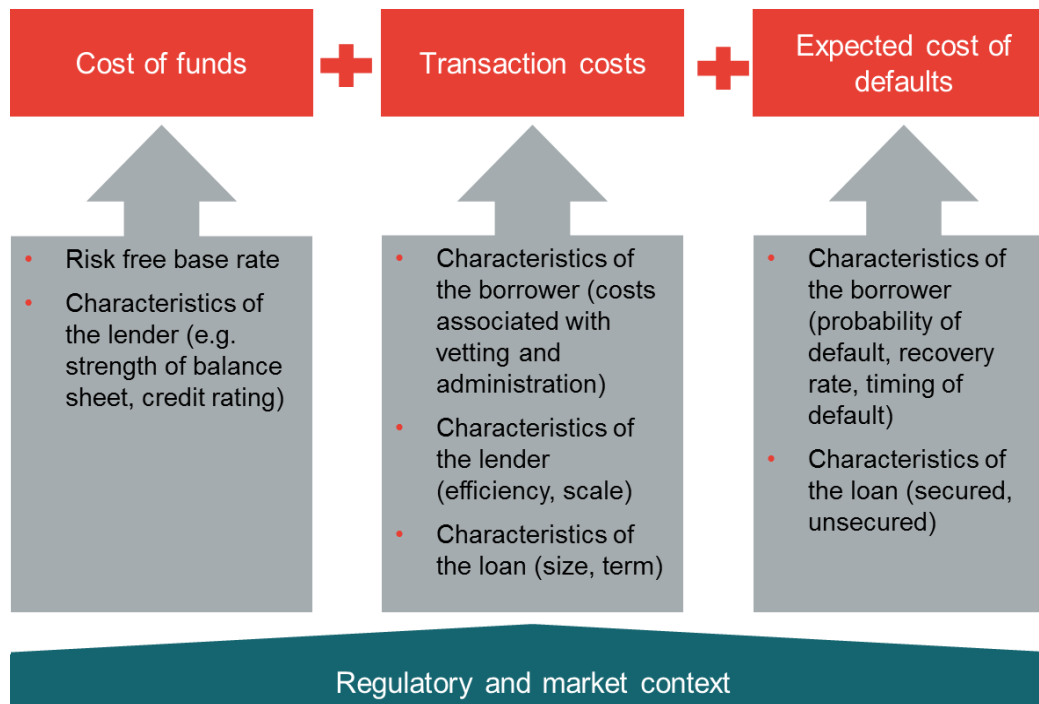 Cost of funds
Transaction costs
Expected cost of
defaults
• Risk free base rate
• Characteristics of
the lender (e.g.
strength of balance
sheet, credit rating)
• Characteristics of
the borrower (costs
associated with
vetting and
administration)
• Characteristics of
the lender
(efficiency, scale)
• Characteristics of
the loan (size, term)
• Characteristics of
the borrower
(probability of
default, recovery
rate, timing of
default)
• Characteristics of
the loan (secured,
unsecured)
Regulatory and market context